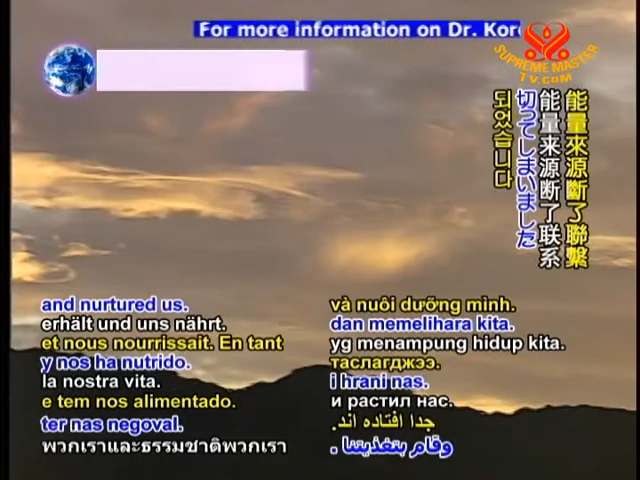 For more information on Dr. Kor
SUPREME MASTER
TV.COM
能量來源斷了聯繫
能量来源断了联系
切ってしまいました
되었습니다
and nurtured us.
erhält und uns nährt.
et nous nourrissait. En tant
y nos ha nutrido.
la nostra vita.
e tem nos alimentado.
ter nas negoval.
พวกเราและธรรมชาติพวกเรา
và nuôi dưỡng mình.
dan memelihara kita.
yg menampung hidup kita.
таслагджээ.
i hrani nas.
и растил нас.
جدا افتاده اند.
وقام بتغذيتنا .